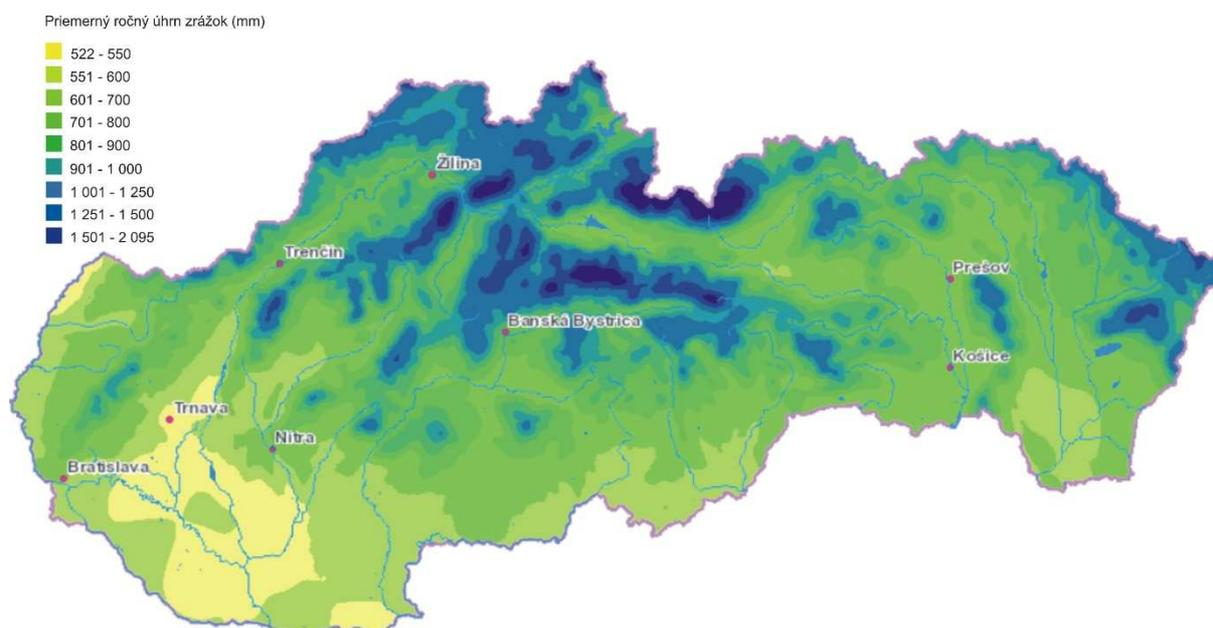 Priemerný ročný úhrn zrážok (mm)
522 - 550
551 - 600
601 - 700
701 - 800
801 - 900
901 - 1 000
1 001 - 1 250
1 251 - 1 500
1 501 - 2 095
Žilina
Trenčín
Prešov
Banská Bystrica
Košice
Trnava
Nitra
Bratislava